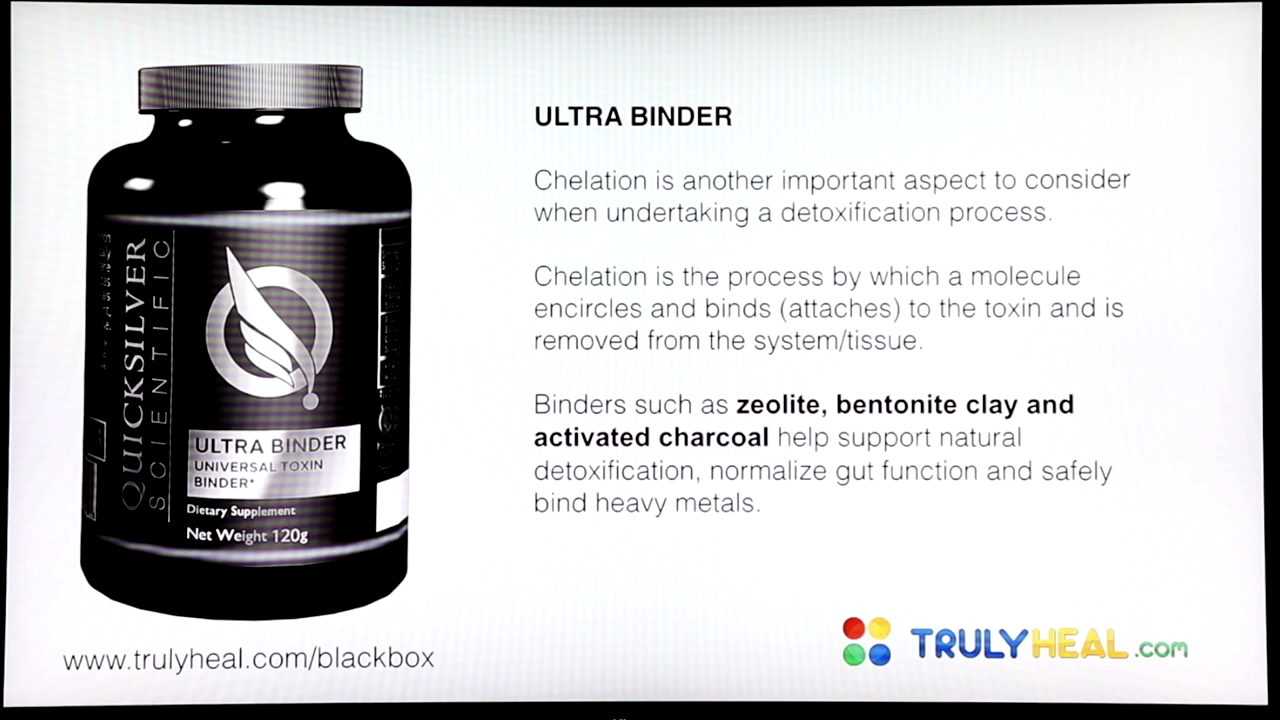 QUICKSILVER
SCIENTIFIC
ULTRA BINDER
UNIVERSAL TOXIN
BINDER*
Dietary Supplement
Net Weight 120g
www.trulyheal.com/blackbox
ULTRA BINDER
Chelation is another important aspect to consider
when undertaking a detoxification process.
Chelation is the process by which a molecule
encircles and binds (attaches) to the toxin and is
removed from the system/tissue.
Binders such as zeolite, bentonite clay and
activated charcoal help support natural
detoxification, normalize gut function and safely
bind heavy metals.
TRULYHEAL.com